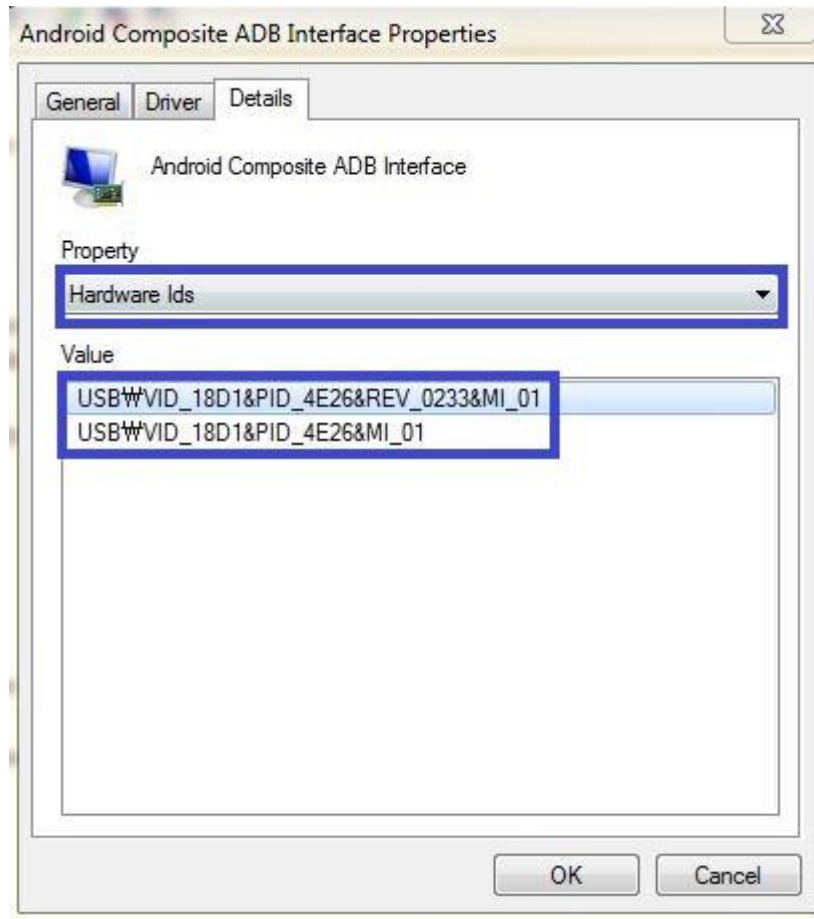 Android Composite ADB Interface Properties
General Driver Details
Android Composite ADB Interface
Property
Hardware Ids
Value
USB₩VID_18D1&PID_4E26&REV_0233&MI_01
USB₩VID_18D1&PID_4E26&MI_01
OK Cancel